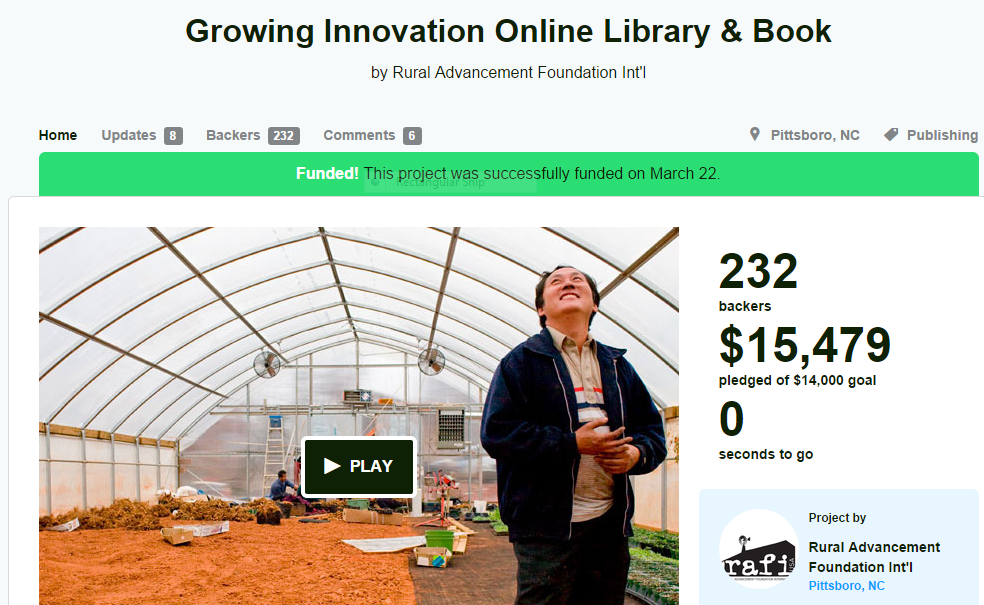 Growing Innovation Online Library & Book
by Rural Advancement Foundation Int'l
Home Updates 8 Backers 232 Comments 6 Pittsboro, NC Publishing
Funded! This project was successfully funded on March 22.
Rectangular Snip
PLAY
232
backers
$15,479
pledged of $14,000 goal
0
seconds to go
Project by
Rural Advancement
Foundation Int'l
Pittsboro, NC
rafi
USA